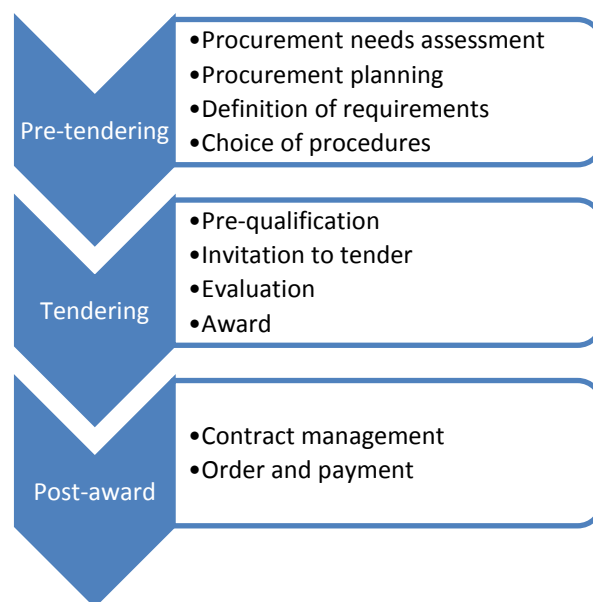 Pre-tendering
•Procurement needs assessment
•Procurement planning
•Definition of requirements
•Choice of procedures
Tendering
•Pre-qualification
•Invitation to tender
•Evaluation
•Award
Post-award
•Contract management
•Order and payment